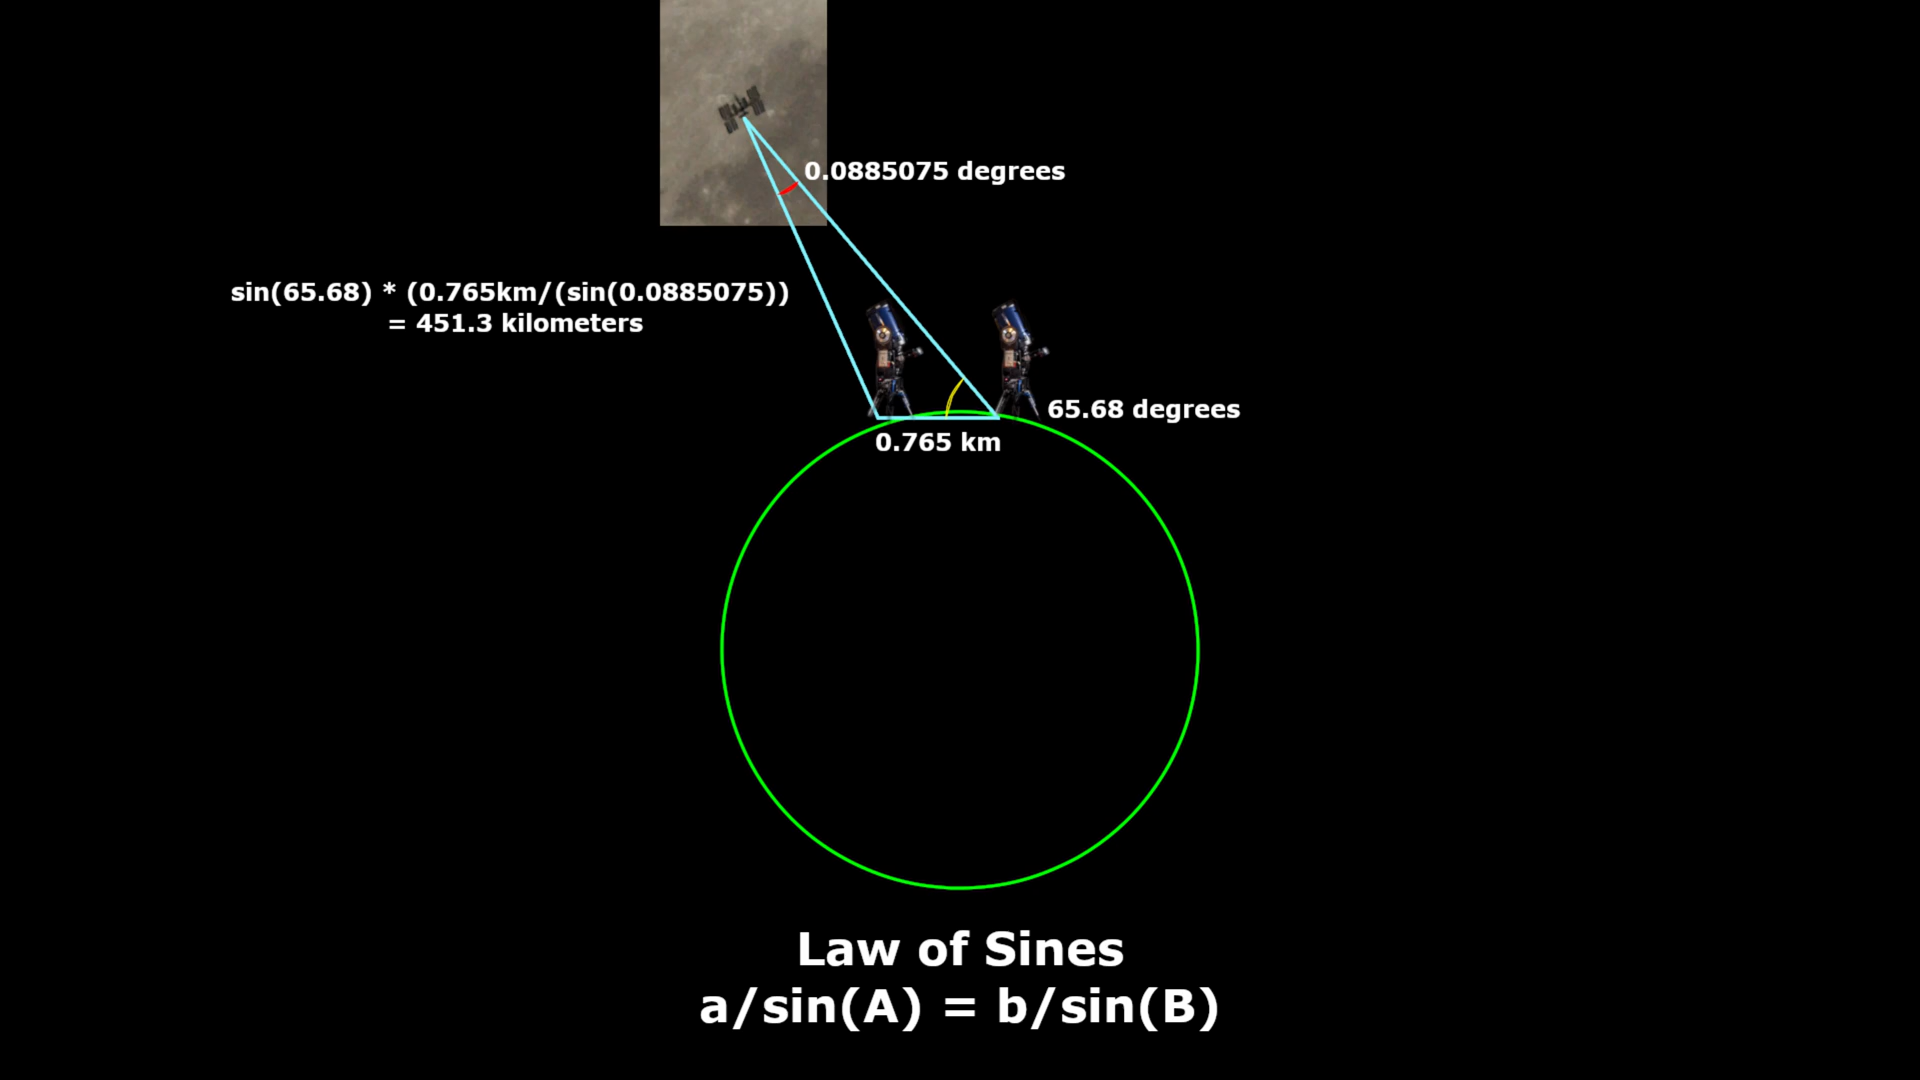 0.0885075 degrees
sin(65.68) * (0.765km/(sin(0.0885075))
= 451.3 kilometers
65.68 degrees
0.765 km
Law of Sines
a/sin(A) = b/sin(B)